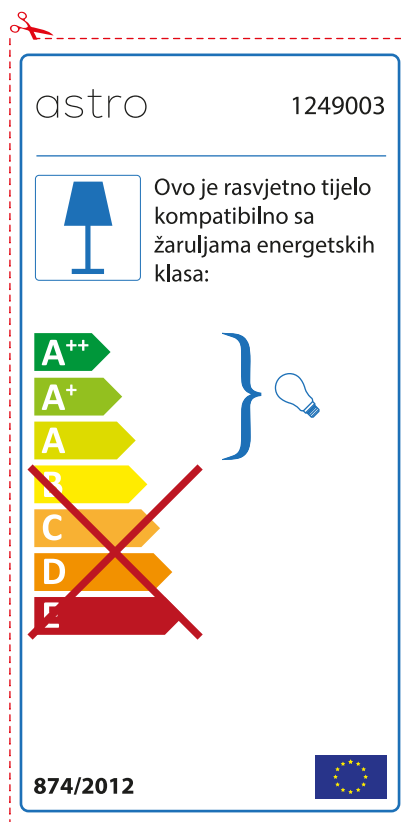 astro
1249003
Ovo je rasvjetno tijelo
kompatibilno sa
žaruljama energetskih
klasa:
A++
A+
A
B
C
D
E
874/2012